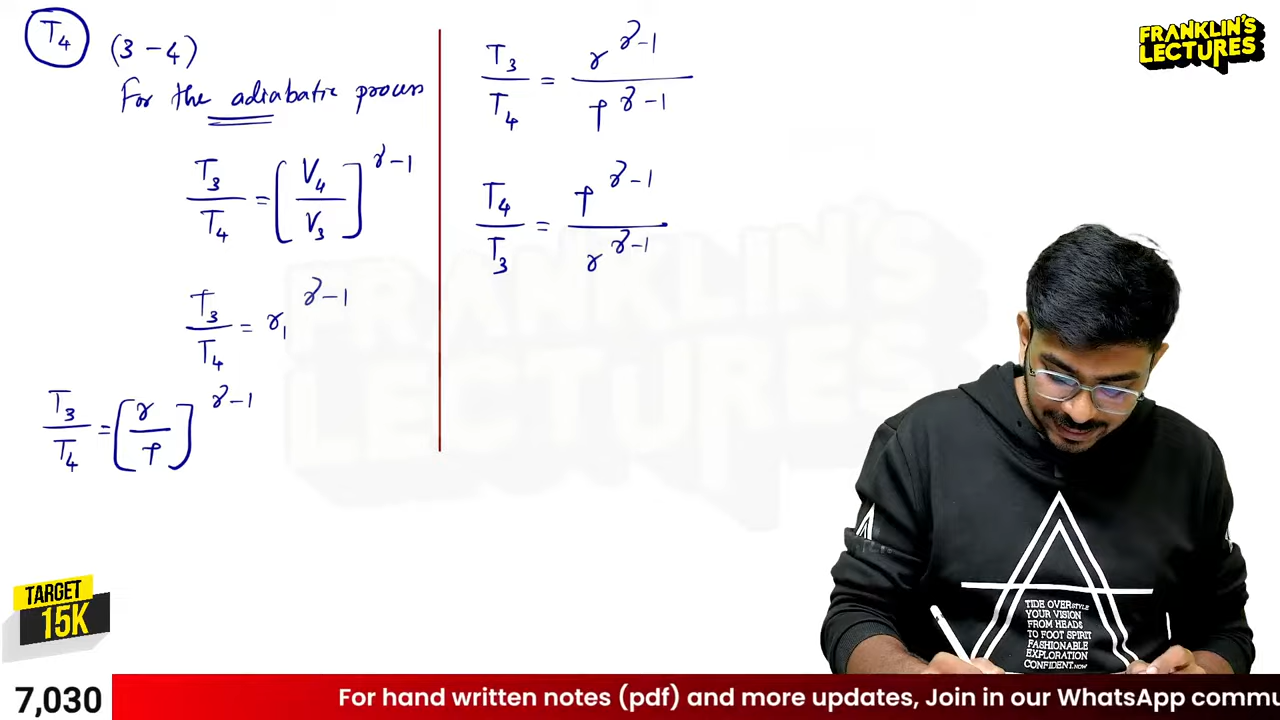 T₄ (3-4)
For the adiabatic process
T₃/T₄ = [V₄/V₃]^γ-1
T₃/T₄ = r₁^γ-1
T₃/T₄ = [r/ρ]^γ-1
T₃/T₄ = r^γ-1/ρ^γ-1
T₄/T₃ = ρ^γ-1/r^γ-1
FRANKLIN'S
LECTURES
FRANKLIN'S
LECTURES
TIDE OVER STYLE
YOUR VISION
FROM HEADS
TO FOOT SPIRIT
FASHIONABLE
EXPLORATION
CONFIDENT.NOW
TARGET
15K
7,030
For hand written notes (pdf) and more updates, Join in our WhatsApp commu